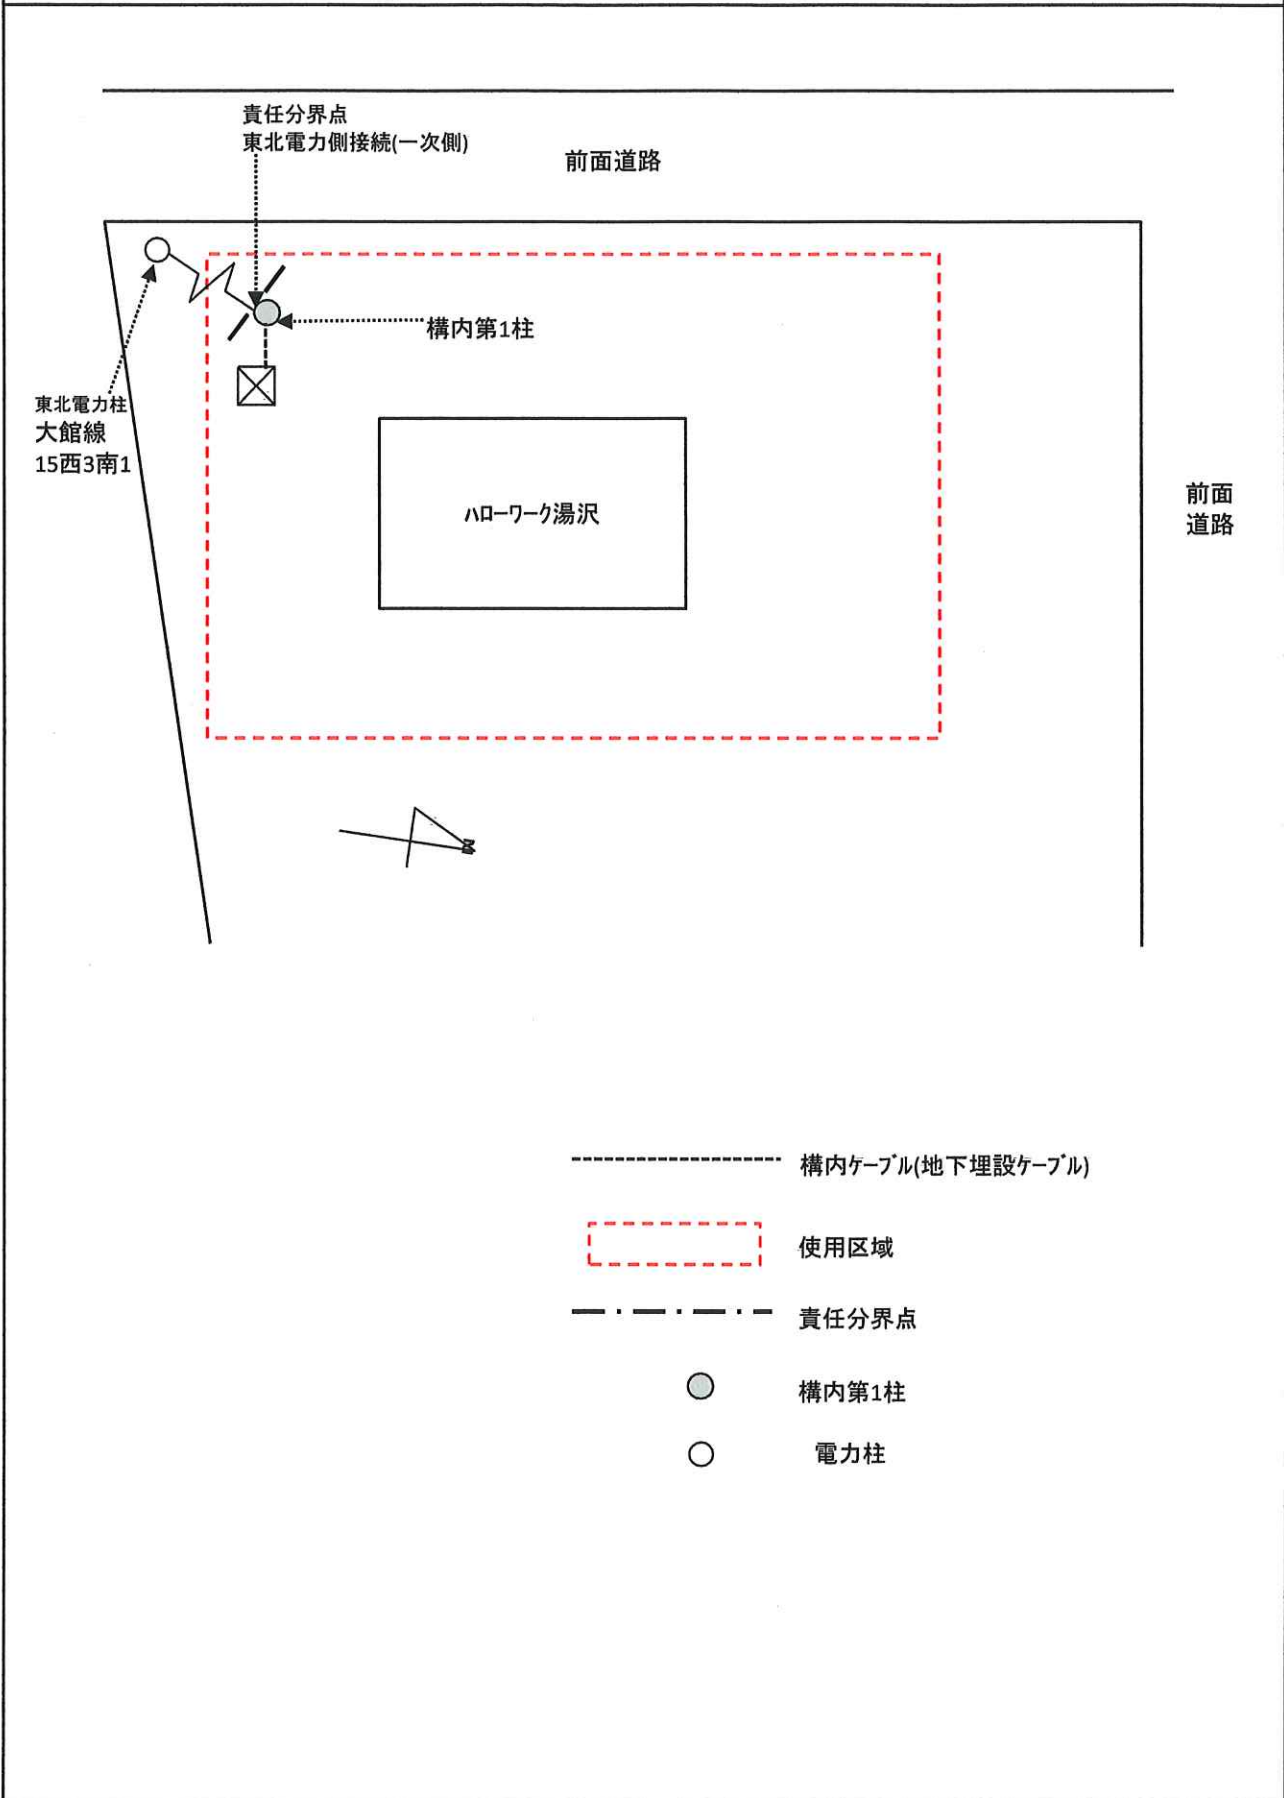 責任分界点
東北電力側接続(一次側)
前面道路
構内第1柱
東北電力柱
大館線
15西3南1
ﾊﾛｰﾜｰｸ湯沢
前面
道路
N
構内ｹｰﾌﾞﾙ(地下埋設ｹｰﾌﾞﾙ)
使用区域
責任分界点
構内第1柱
電力柱